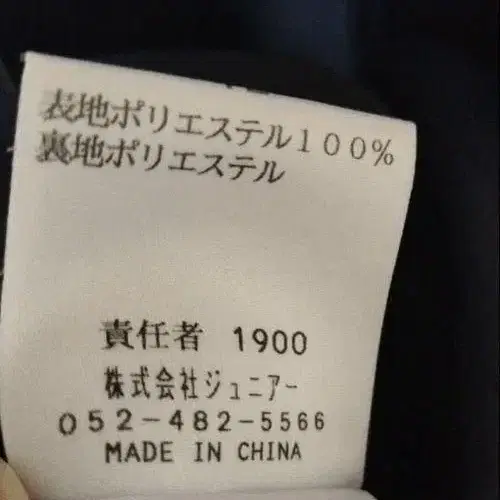 表地ポリエステル100%
裏地ポリエステル
責任者 1900
株式会社ジュニアー
052-482-5566
MADE IN CHINA